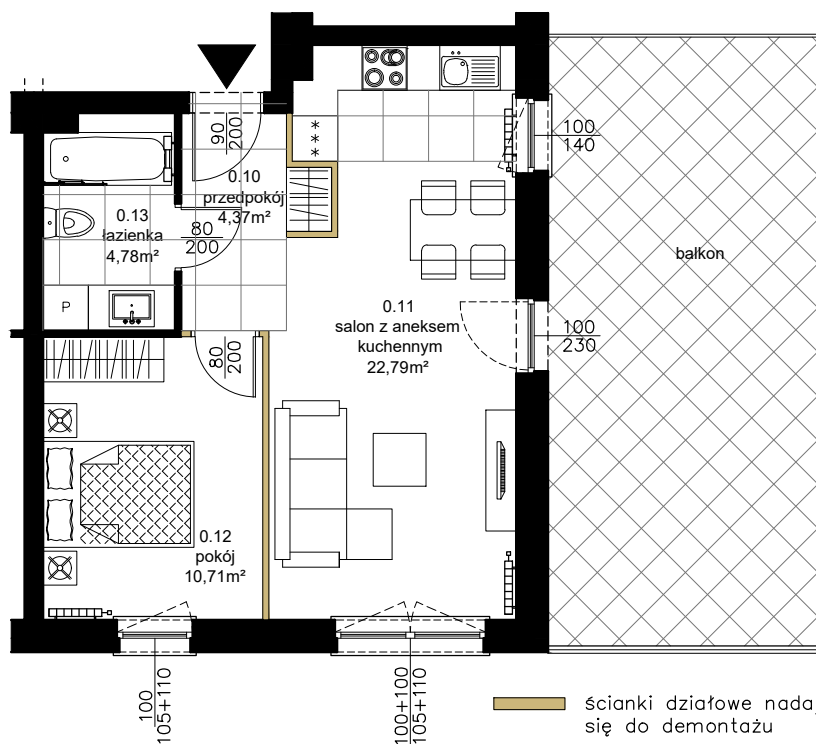 90
200
0.10
przedpokój
4,37m²
0.13
łazienka
4,78m²
80
200
P
***
100
140
balkon
0.11
salon z aneksem
kuchennym
22,79m²
100
230
80
200
0.12
pokój
10,71m²
100
105+110
100+100
105+110
ścianki działowe nada
się do demontażu